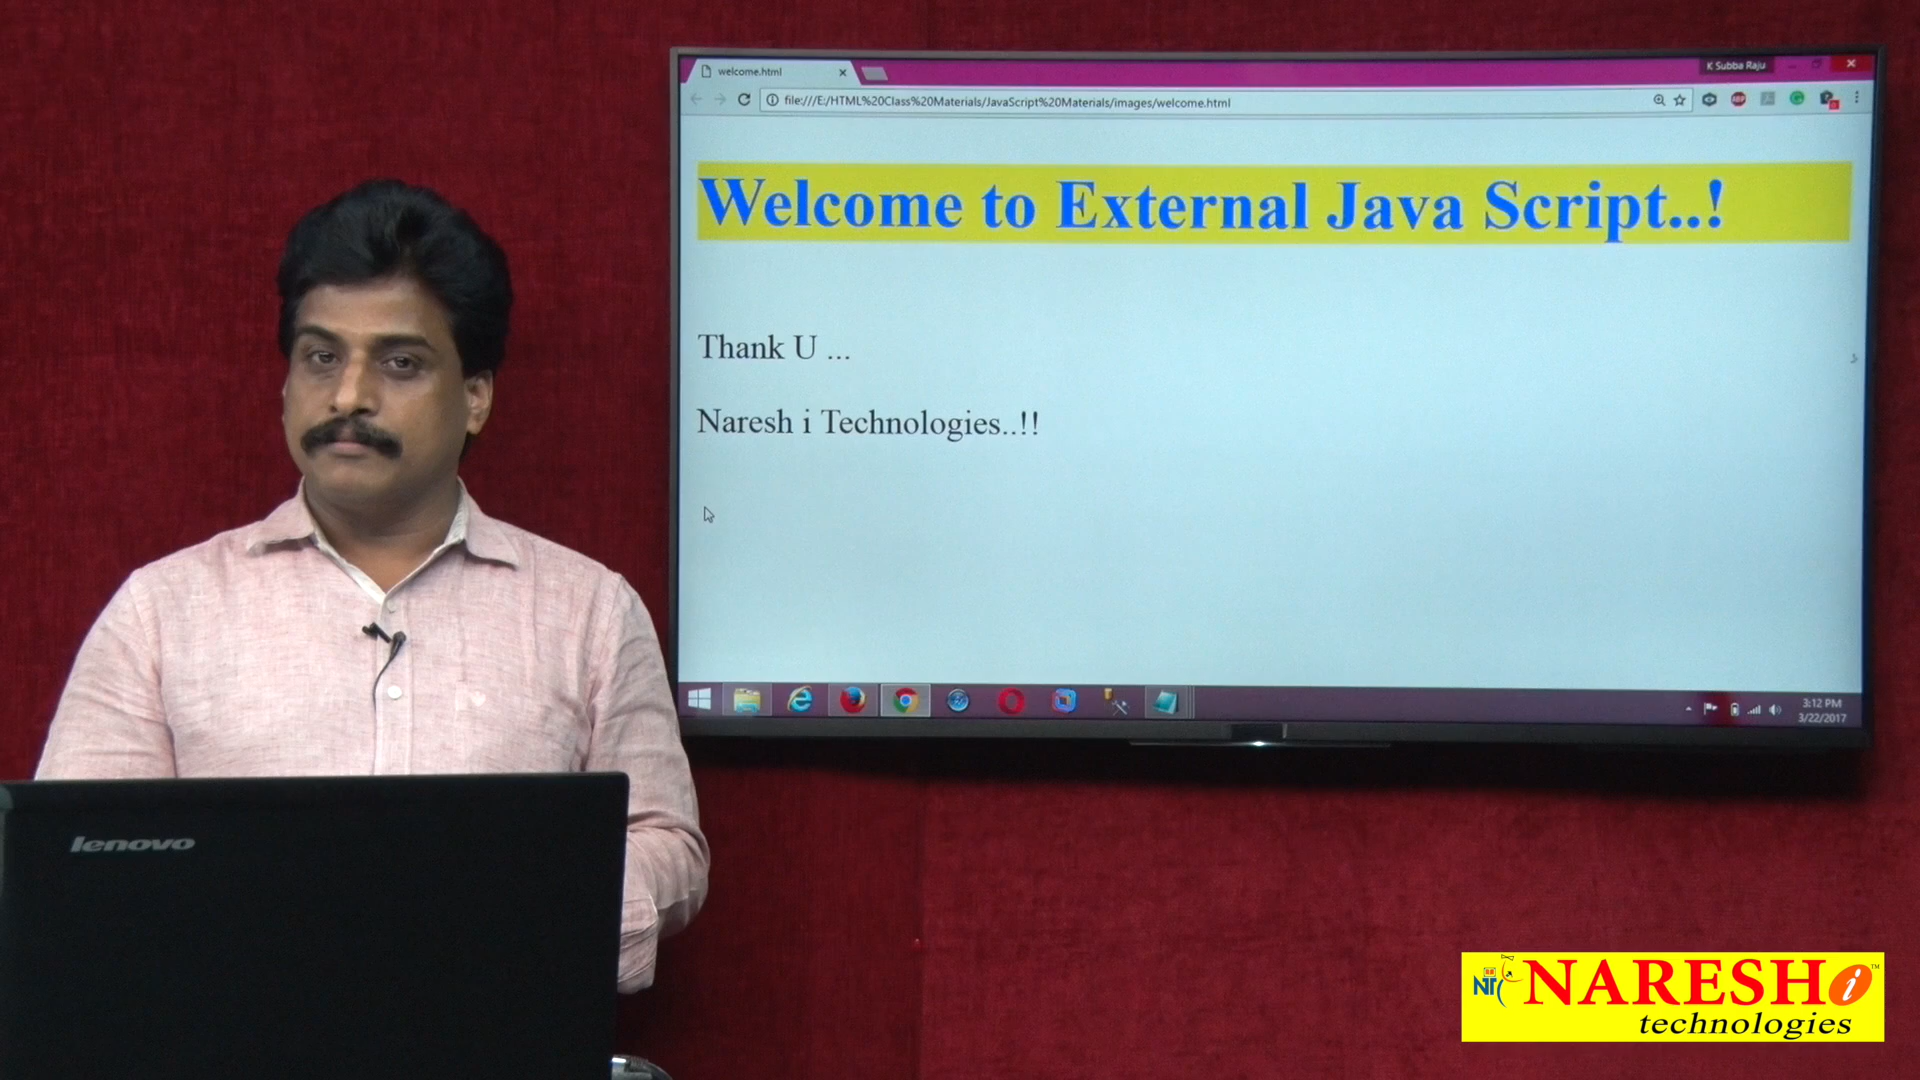 welcome.html
K Subba Raju
file:///E:/HTML%20Class%20Materials/JavaScript%20Materials/images/welcome.html
Welcome to External Java Script..!
Thank U ...
Naresh i Technologies..!!
3:12 PM
3/22/2017
lenovo
NARESH i
technologies